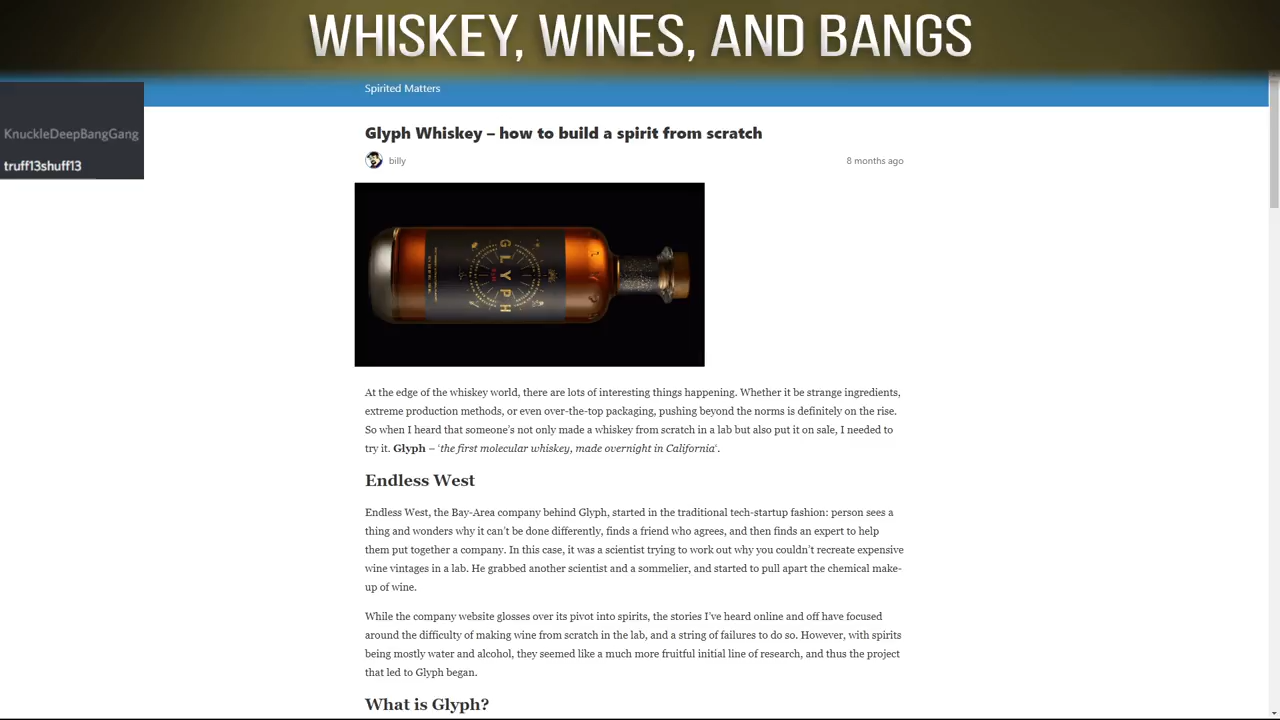 WHISKEY, WINES, AND BANGS
Spirited Matters
KnuckleDeepBangGang
truff13shuff13
Glyph Whiskey – how to build a spirit from scratch
billy
8 months ago
GLYPH
At the edge of the whiskey world, there are lots of interesting things happening. Whether it be strange ingredients,
extreme production methods, or even over-the-top packaging, pushing beyond the norms is definitely on the rise.
So when I heard that someone’s not only made a whiskey from scratch in a lab but also put it on sale, I needed to
try it. Glyph – ‘the first molecular whiskey, made overnight in California‘.
Endless West
Endless West, the Bay-Area company behind Glyph, started in the traditional tech-startup fashion: person sees a
thing and wonders why it can’t be done differently, finds a friend who agrees, and then finds an expert to help
them put together a company. In this case, it was a scientist trying to work out why you couldn’t recreate expensive
wine vintages in a lab. He grabbed another scientist and a sommelier, and started to pull apart the chemical make-
up of wine.
While the company website glosses over its pivot into spirits, the stories I’ve heard online and off have focused
around the difficulty of making wine from scratch in the lab, and a string of failures to do so. However, with spirits
being mostly water and alcohol, they seemed like a much more fruitful initial line of research, and thus the project
that led to Glyph began.
What is Glyph?